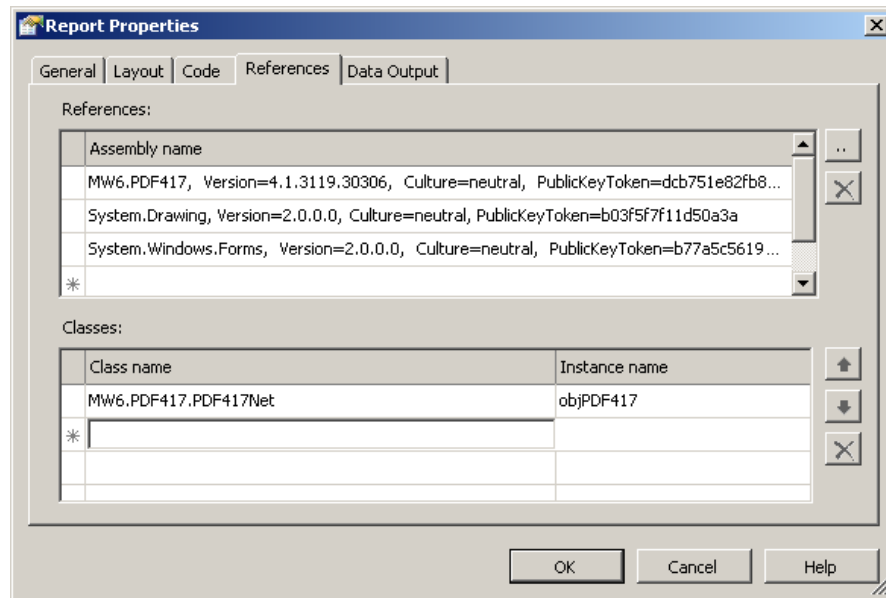 Report Properties
General Layout Code References Data Output
References:
Assembly name
MW6.PDF417, Version=4.1.3119.30306, Culture=neutral, PublicKeyToken=dcb751e82fb8...
System.Drawing, Version=2.0.0.0, Culture=neutral, PublicKeyToken=b03f5f7f11d50a3a
System.Windows.Forms, Version=2.0.0.0, Culture=neutral, PublicKeyToken=b77a5c5619...
Classes:
Class name Instance name
MW6.PDF417.PDF417Net objPDF417
OK Cancel Help